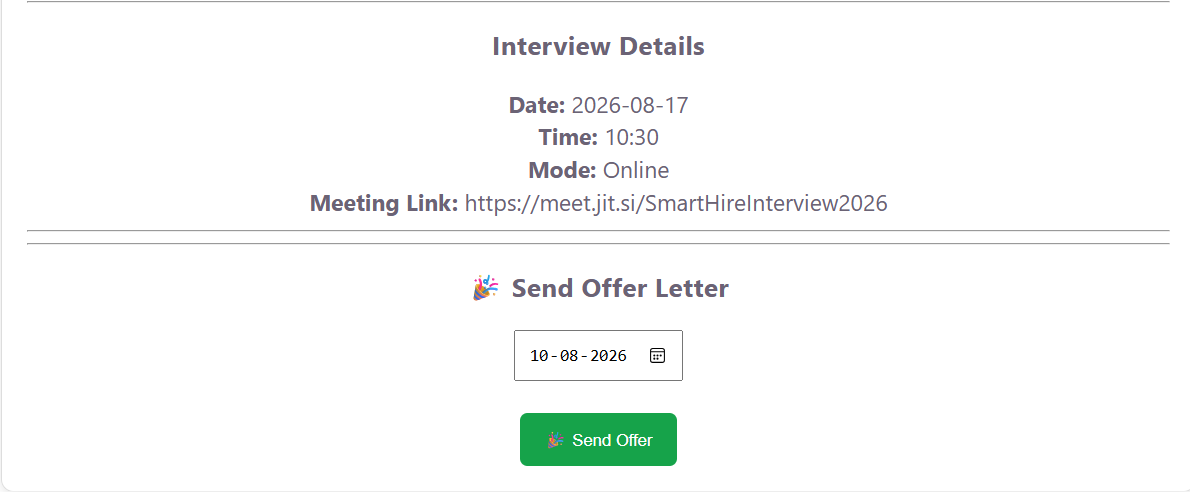 Interview Details
Date: 2026-08-17
Time: 10:30
Mode: Online
Meeting Link: https://meet.jit.si/SmartHireInterview2026
🎉 Send Offer Letter
10-08-2026
🎉 Send Offer